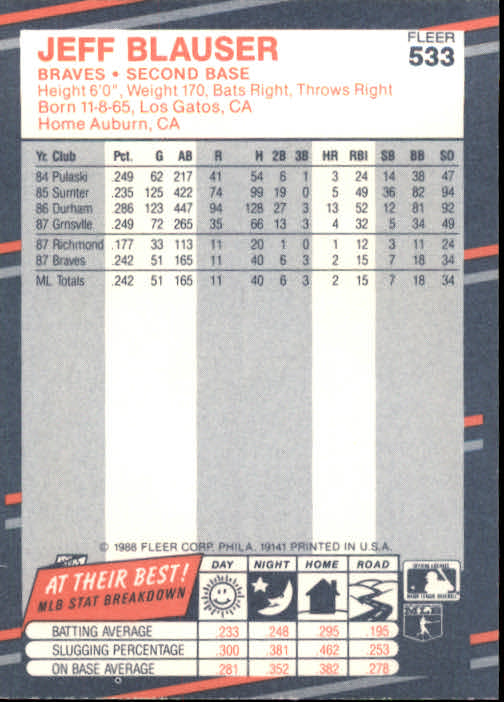 JEFF BLAUSER
FLEER
533
BRAVES • SECOND BASE
Height 6'0", Weight 170, Bats Right, Throws Right
Born 11-8-65, Los Gatos, CA
Home Auburn, CA
Yr. Club Pct. G AB R H 2B 3B HR RBI SB BB SO
84 Pulaski .249 62 217 41 54 6 1 3 24 14 38 47
85 Sumter .235 125 422 74 99 19 0 5 49 36 82 94
86 Durham .286 123 447 94 128 27 3 13 52 12 81 92
87 Grnsvlle .249 72 265 35 66 13 3 4 32 5 34 49
87 Richmond .177 33 113 11 20 1 0 1 12 3 11 24
87 Braves .242 51 165 11 40 6 3 2 15 7 18 34
ML Totals .242 51 165 11 40 6 3 2 15 7 18 34
© 1988 FLEER CORP. PHILA. 19141 PRINTED IN U.S.A.
AT THEIR BEST!
MLB STAT BREAKDOWN
DAY NIGHT HOME ROAD
BATTING AVERAGE .233 .248 .295 .195
SLUGGING PERCENTAGE .300 .381 .462 .253
ON BASE AVERAGE .281 .352 .382 .278